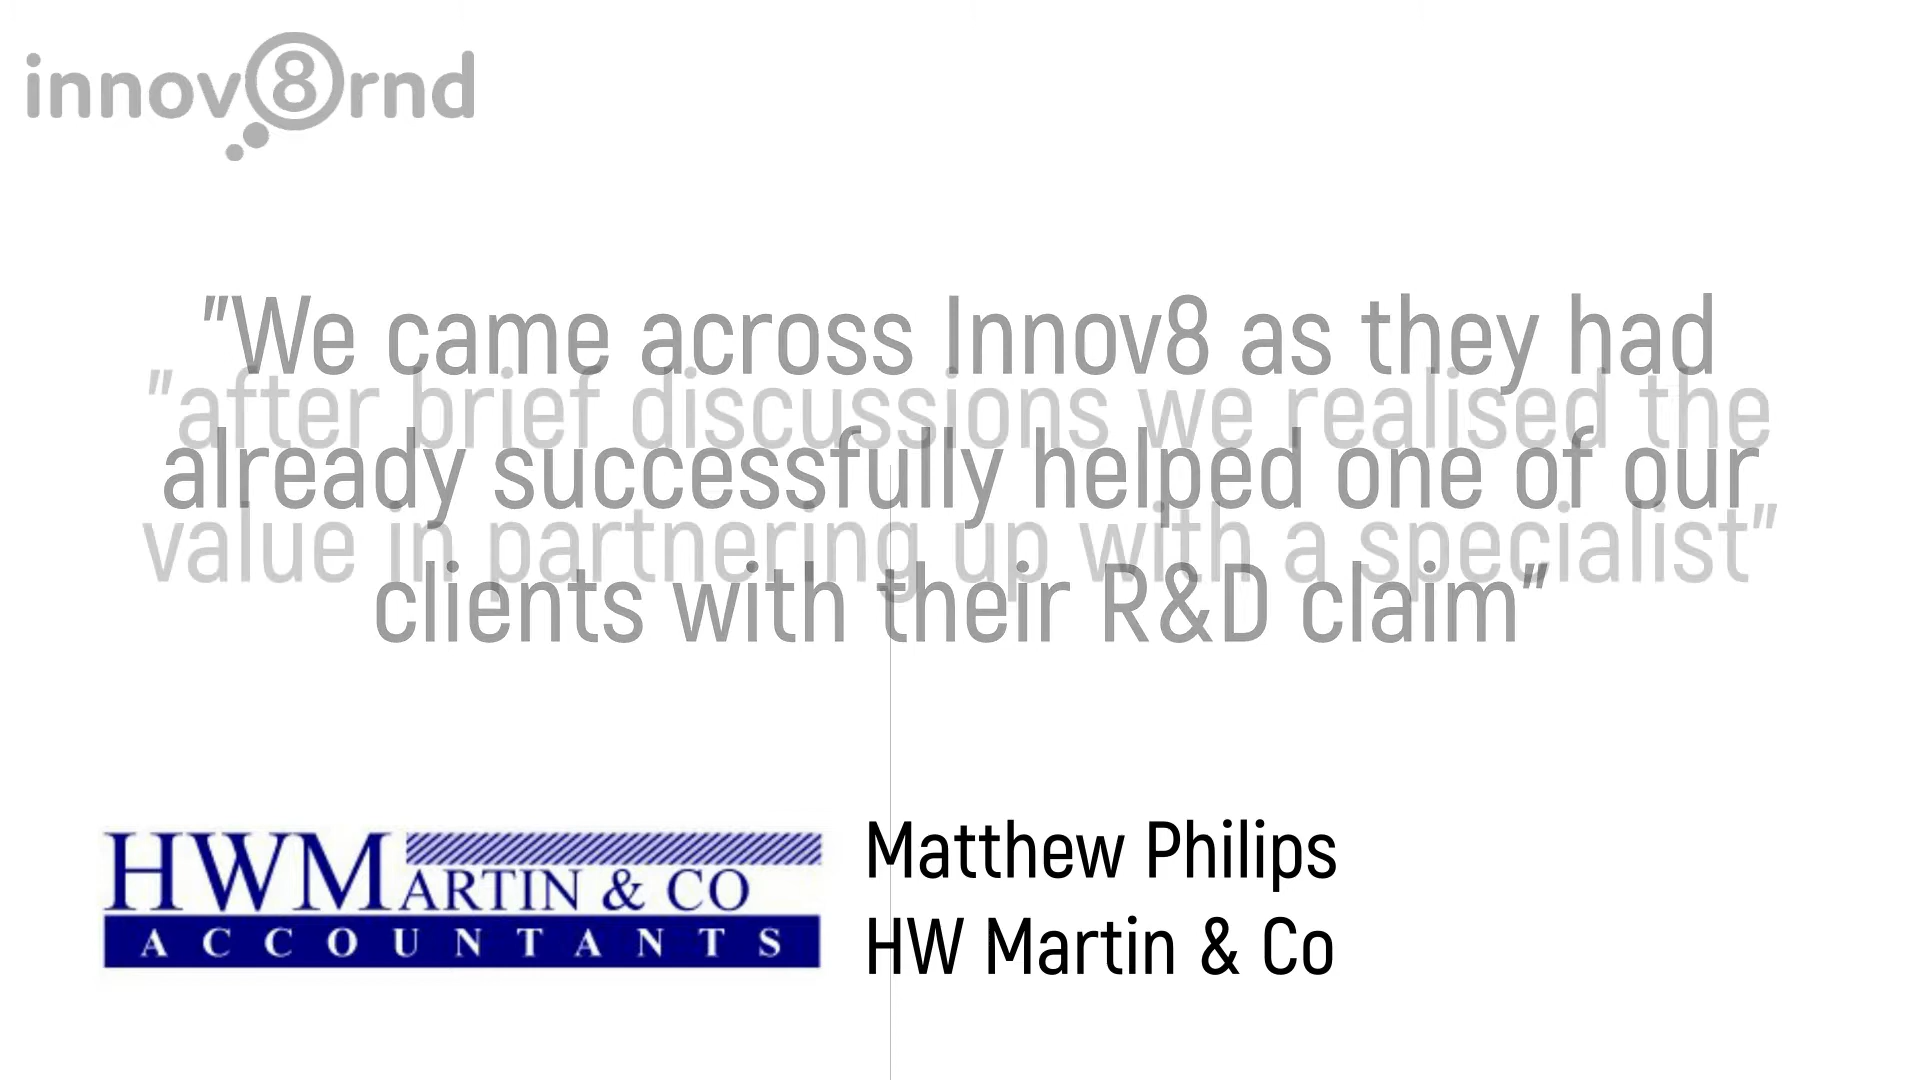 innov8rnd
"We came across Innov8 as they had
already successfully helped one of our
clients with their R&D claim"
"after brief discussions we realised the
value in partnering up with a specialist"
HWMARTIN & CO
ACCOUNTANTS
Matthew Philips
HW Martin & Co